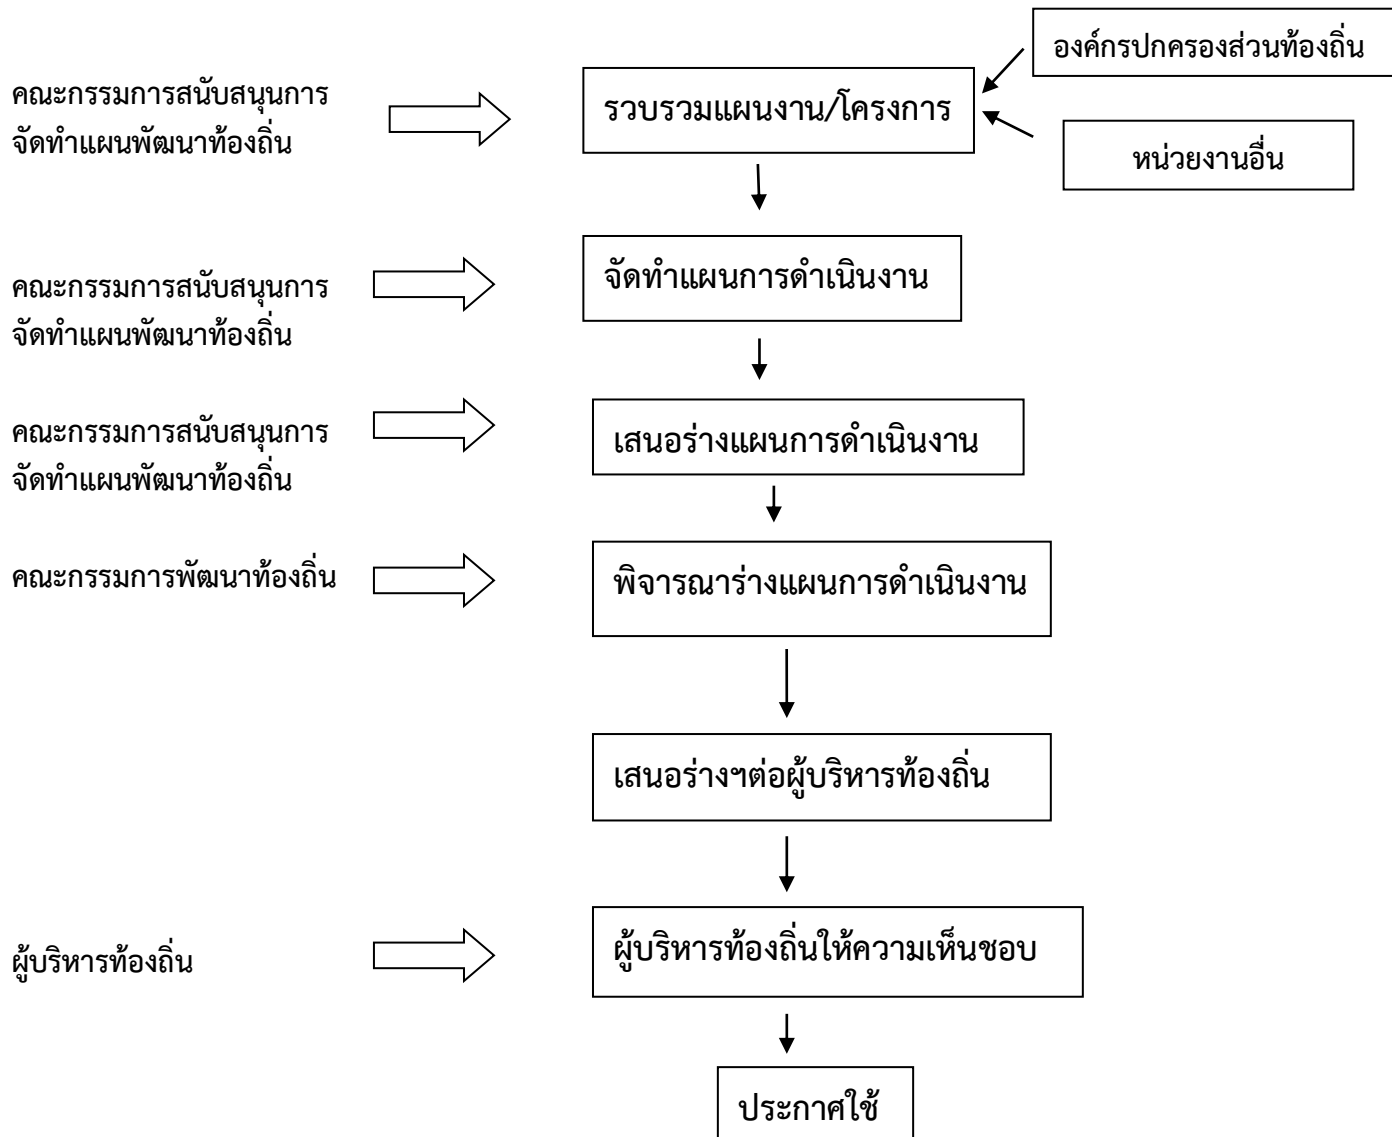 องค์กรปกครองส่วนท้องถิ่น
คณะกรรมการสนับสนุนการ
จัดทำแผนพัฒนาท้องถิ่น
รวบรวมแผนงาน/โครงการ
หน่วยงานอื่น
คณะกรรมการสนับสนุนการ
จัดทำแผนพัฒนาท้องถิ่น
จัดทำแผนการดำเนินงาน
คณะกรรมการสนับสนุนการ
จัดทำแผนพัฒนาท้องถิ่น
เสนอร่างแผนการดำเนินงาน
คณะกรรมการพัฒนาท้องถิ่น
พิจารณาร่างแผนการดำเนินงาน
เสนอร่างฯต่อผู้บริหารท้องถิ่น
ผู้บริหารท้องถิ่น
ผู้บริหารท้องถิ่นให้ความเห็นชอบ
ประกาศใช้